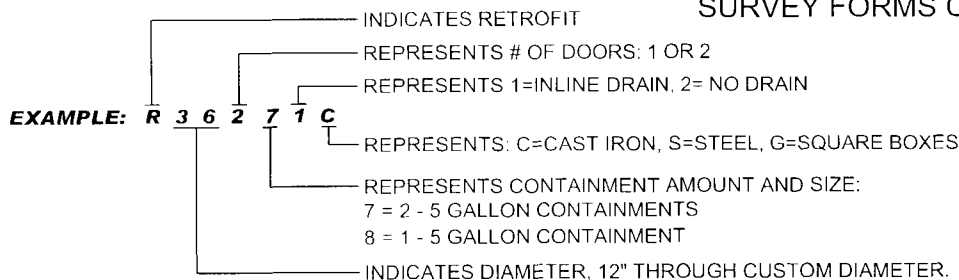 SURVEY FORMS
INDICATES RETROFIT
REPRESENTS # OF DOORS: 1 OR 2
REPRESENTS 1=INLINE DRAIN, 2= NO DRAIN
EXAMPLE: R 3 6 2 7 1 C
REPRESENTS: C=CAST IRON, S=STEEL, G=SQUARE BOXES
REPRESENTS CONTAINMENT AMOUNT AND SIZE:
7 = 2 - 5 GALLON CONTAINMENTS
8 = 1 - 5 GALLON CONTAINMENT
INDICATES DIAMETER, 12" THROUGH CUSTOM DIAMETER.